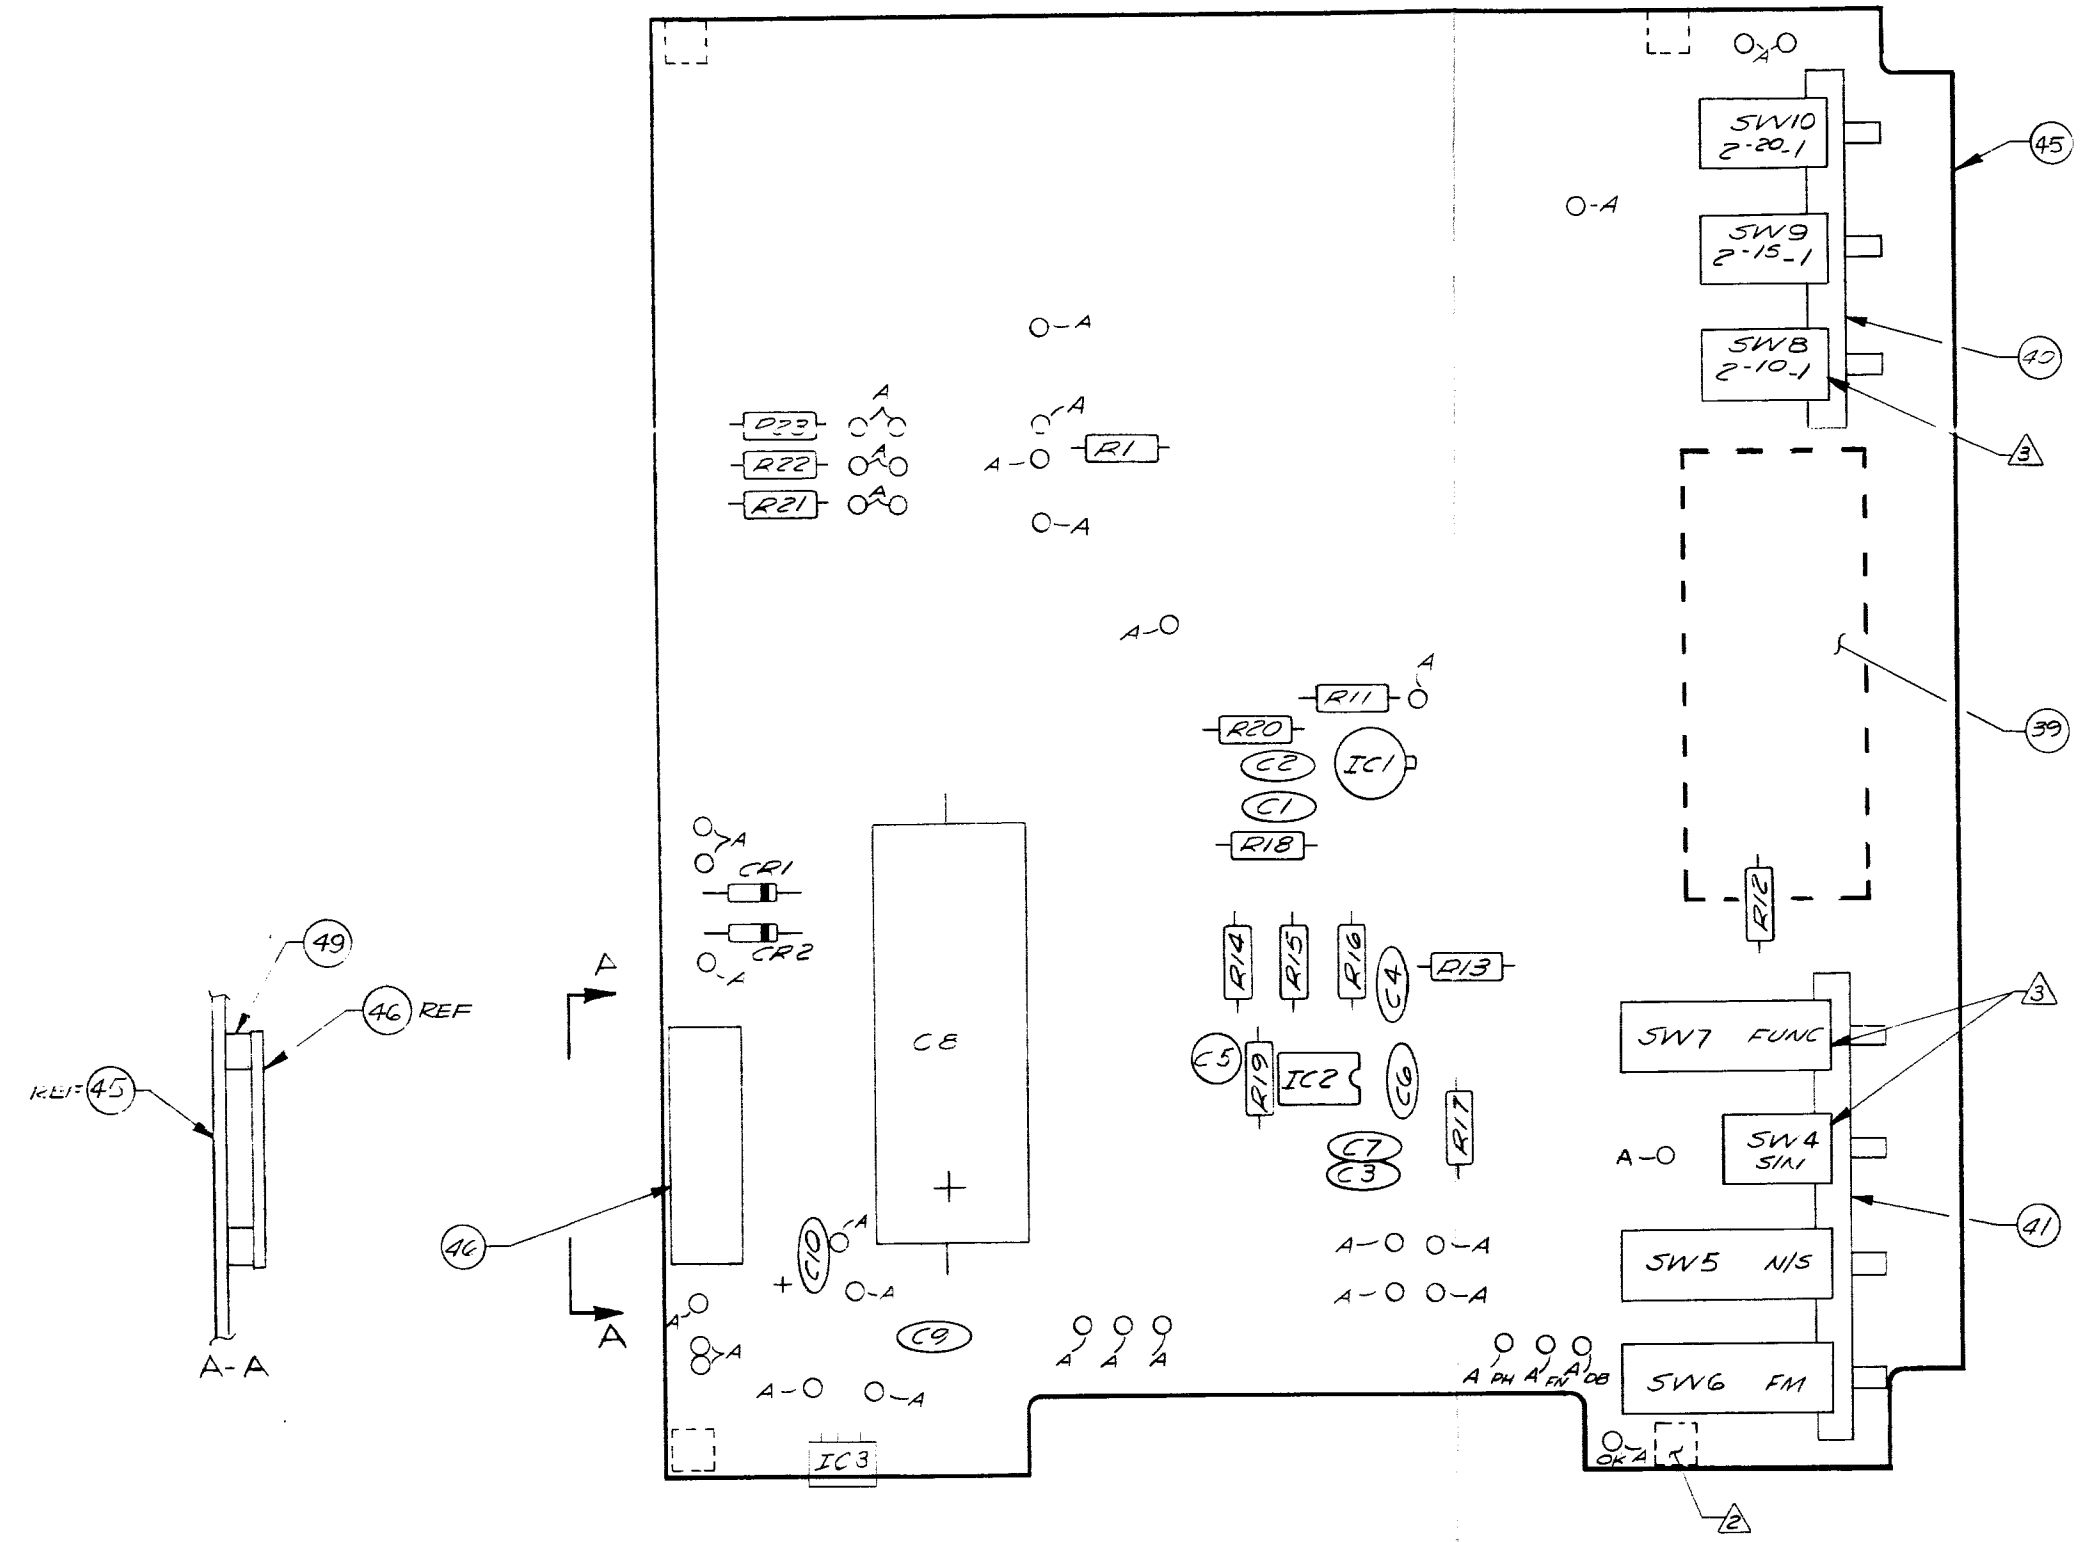 A
SW10
2-20-1
45
A
SW9
2-15-1
A
SW8
2-10-1
40
A
A
R23
A
R1
3
A
R22
A
R21
A
A
A
A
R11
R20
39
C2
IC1
C1
A
R18
CR1
R12
CR2
A
49
A
R14
R15
R16
C4
R13
46 REF
3
SW7 FUNC
C8
C5
R19
IC2
C6
REF 45
R17
SW4
SIN
C7
A
C3
41
A
46
C10
A
A
SW5 N/S
A
A
A
A
A
A
C9
A
A
A
A
A-A
A PH
A FN
A DB
SW6 FM
A
A
IC3
OK A
2